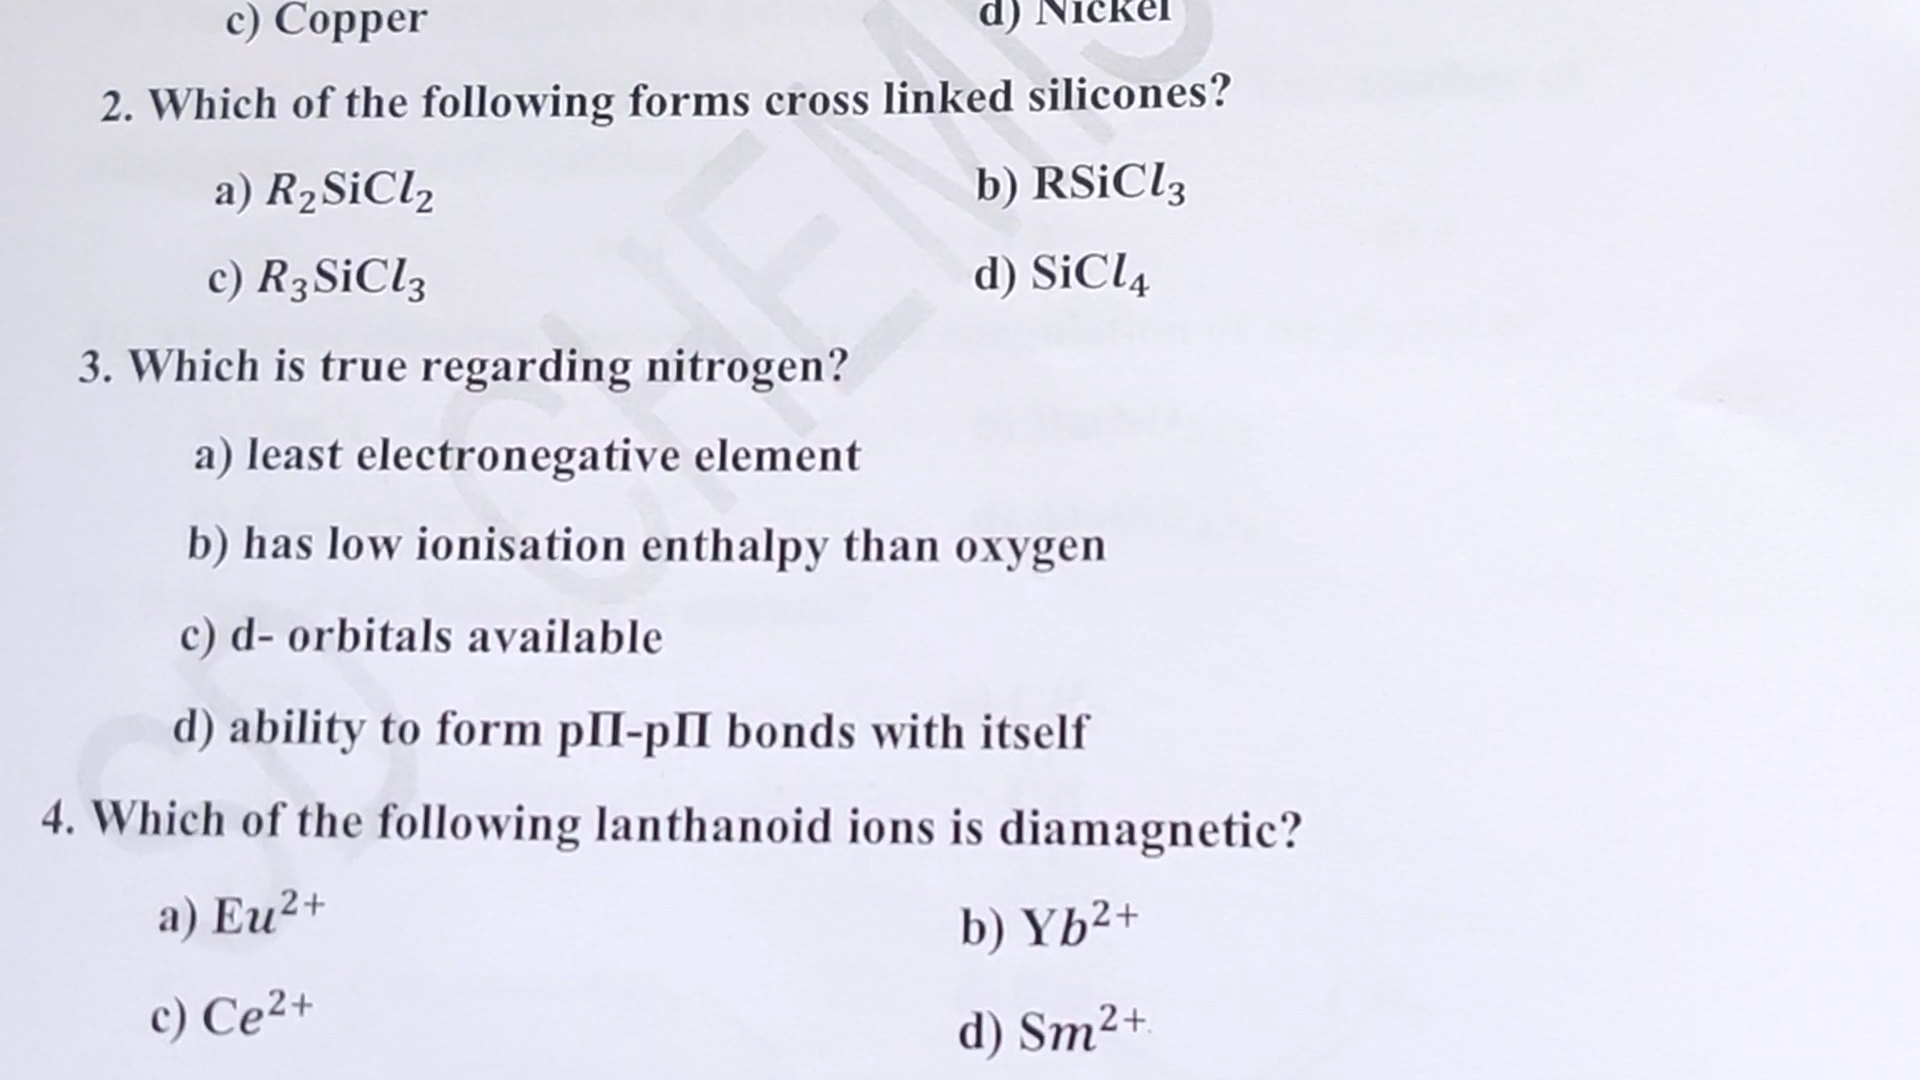 c) Copper d) Nickel
2. Which of the following forms cross linked silicones?
a) R₂SiCl₂ b) RSiCl₃
c) R₃SiCl₃ d) SiCl₄
3. Which is true regarding nitrogen?
a) least electronegative element
b) has low ionisation enthalpy than oxygen
c) d- orbitals available
d) ability to form pΠ-pΠ bonds with itself
4. Which of the following lanthanoid ions is diamagnetic?
a) Eu²⁺ b) Yb²⁺
c) Ce²⁺ d) Sm²⁺